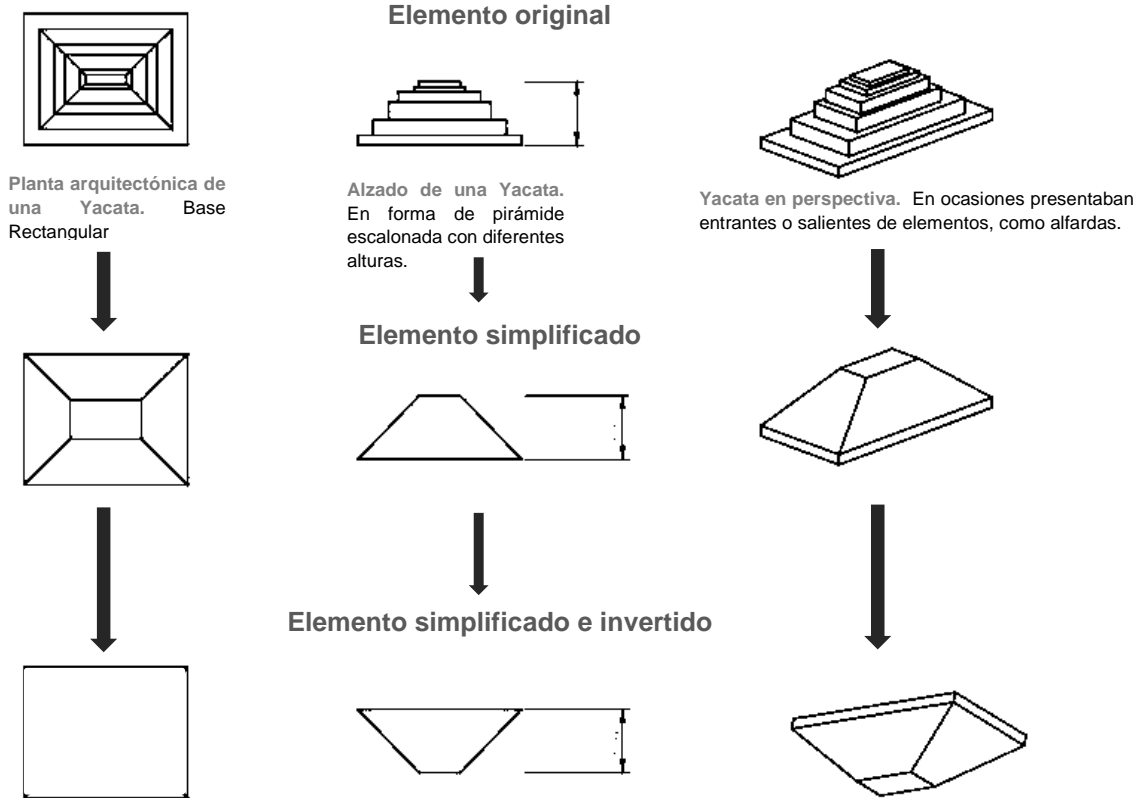 Elemento original
Planta arquitectónica de
una Yacata. Base
Rectangular
Alzado de una Yacata.
En forma de pirámide
escalonada con diferentes
alturas.
Yacata en perspectiva. En ocasiones presentaban
entrantes o salientes de elementos, como alfardas.
Elemento simplificado
Elemento simplificado e invertido